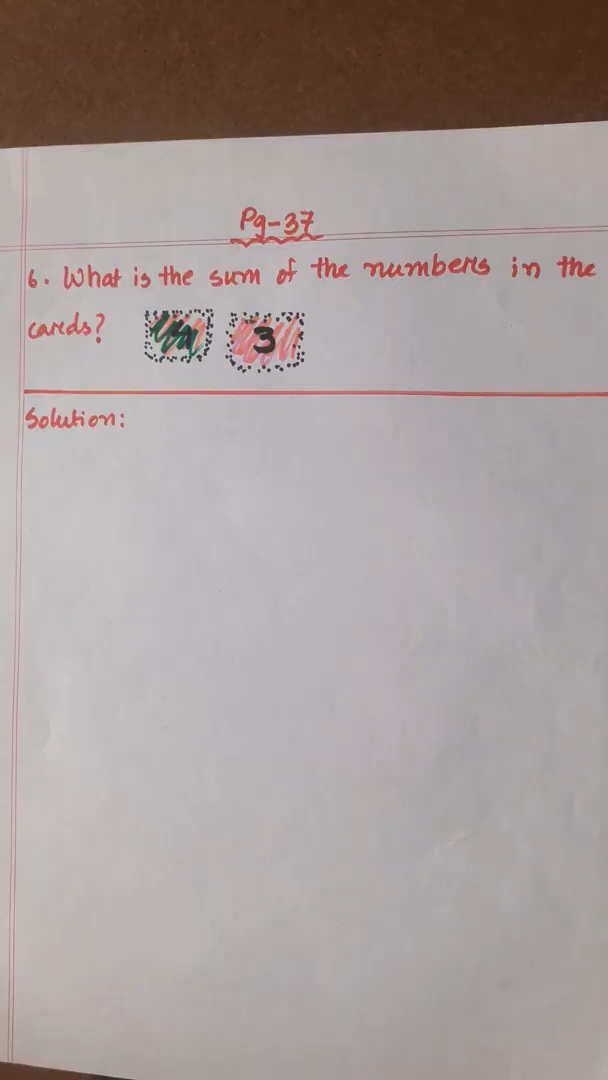 Pg-37
6. What is the sum of the numbers in the
cards? 3
Solution: